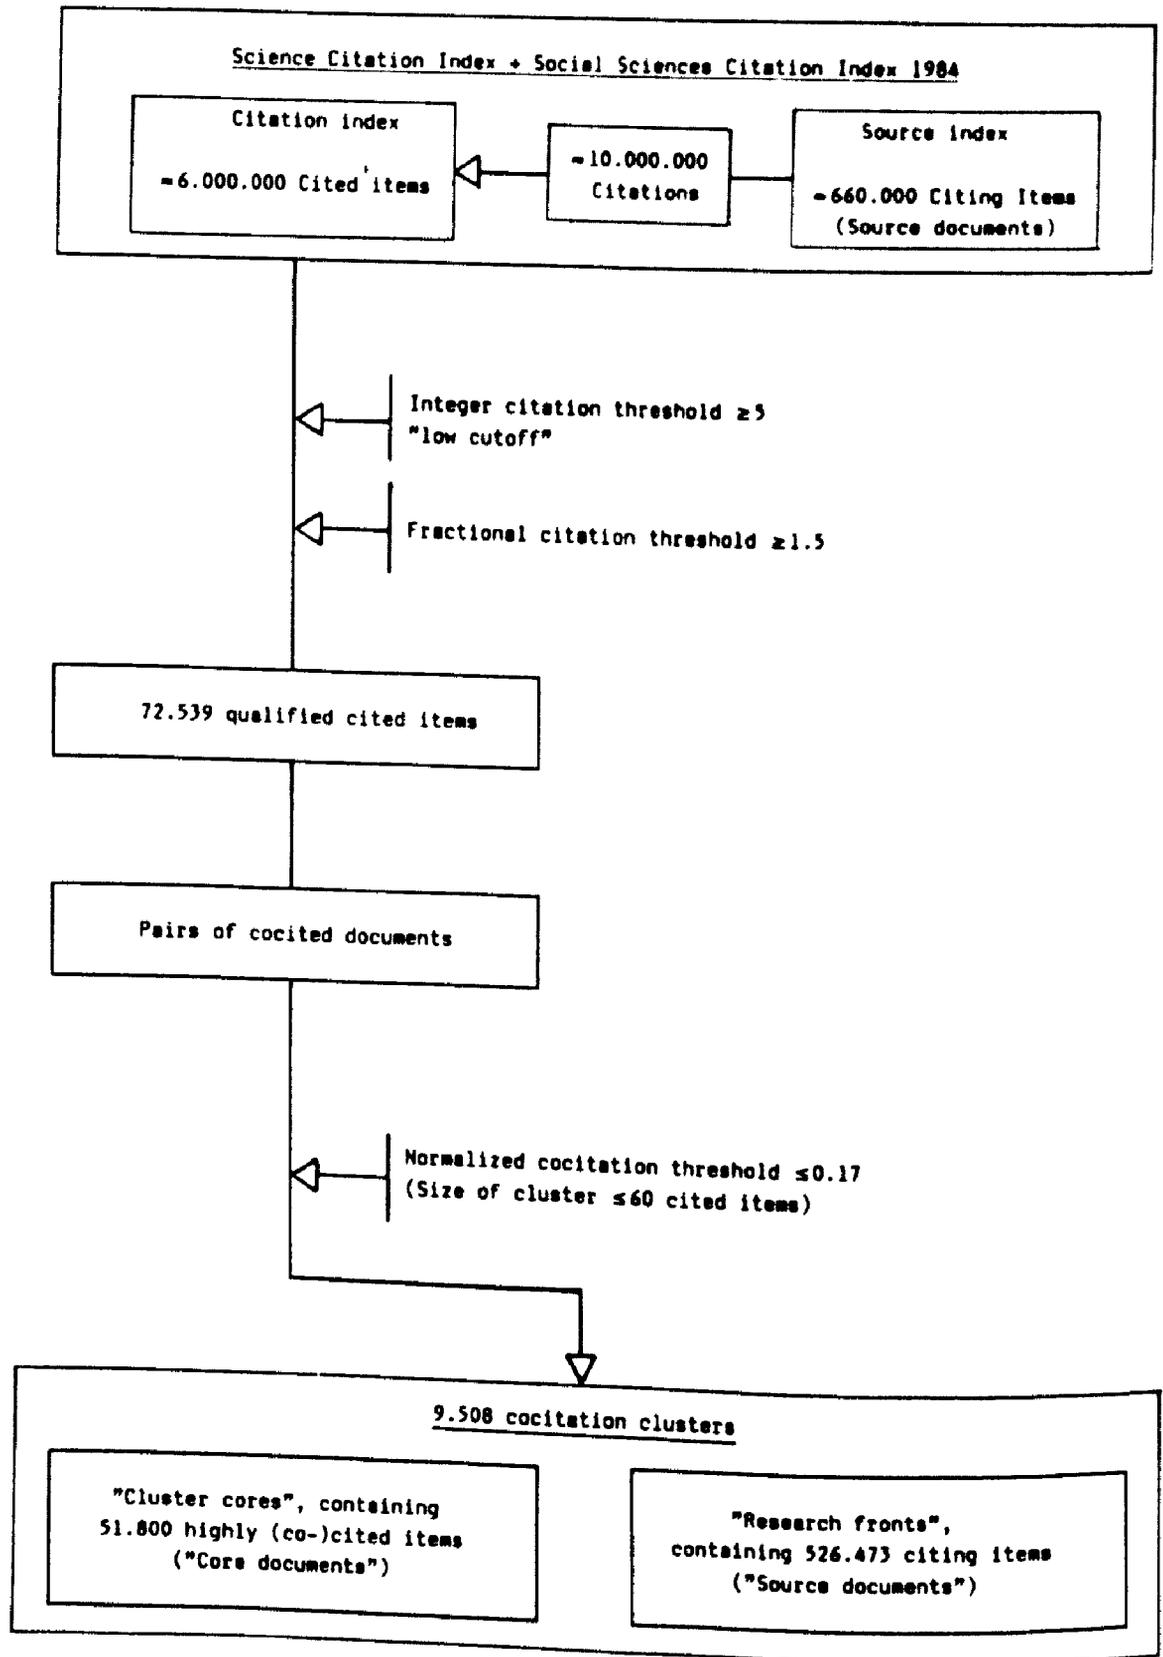 Science Citation Index + Social Sciences Citation Index 1984
Citation index
≈6.000.000 Cited items
≈10.000.000
Citations
Source index
≈660.000 Citing Items
(Source documents)
Integer citation threshold ≥5
"low cutoff"
Fractional citation threshold ≥1.5
72.539 qualified cited items
Pairs of cocited documents
Normalized cocitation threshold ≤0.17
(Size of cluster ≤60 cited items)
9.508 cocitation clusters
"Cluster cores", containing
51.800 highly (co-)cited items
("Core documents")
"Research fronts",
containing 526.473 citing items
("Source documents")